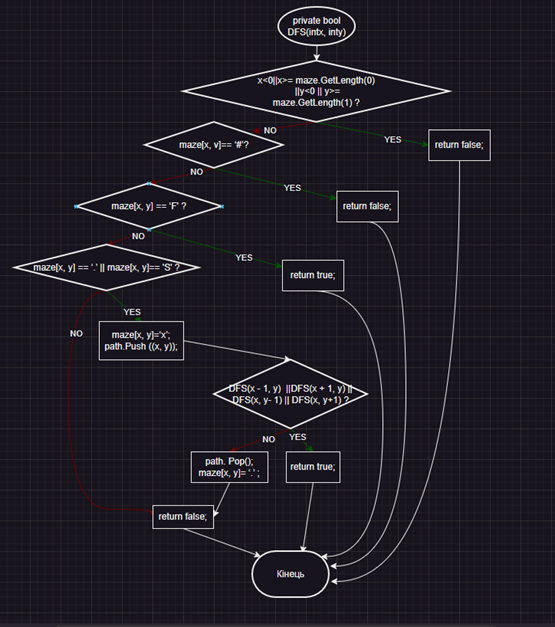 private bool
DFS(intx, inty)
x<0||x>= maze.GetLength(0)
||y<0 || y>=
maze.GetLength(1) ?
NO
YES
return false;
maze[x, v]== '#'?
NO
YES
return false;
maze[x, y] == 'F' ?
NO
YES
return true;
maze[x, y] == '.' || maze[x, y]== 'S' ?
YES
NO
maze[x, y]='x';
path.Push ((x, y));
DFS(x - 1, y) ||DFS(x + 1, y) ||
DFS(x, y- 1) || DFS(x, y+1) ?
NO
YES
path. Pop();
maze[x, y]= '.' ;
return true;
return false;
Кінець